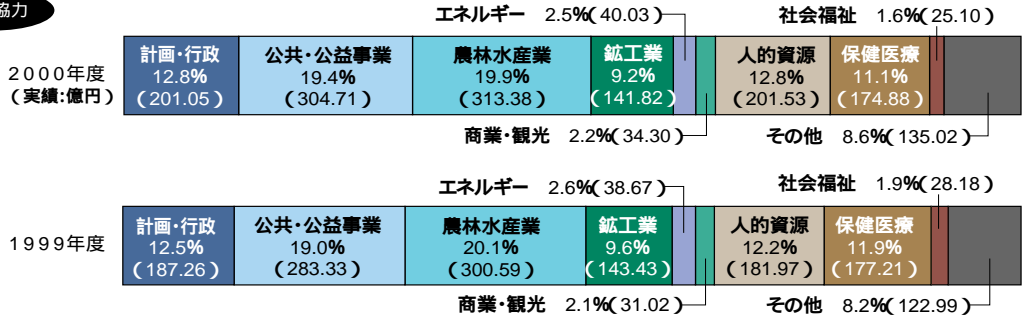 協力
エネルギー 2.5%(40.03) 社会福祉 1.6%(25.10)
2000年度
(実績:億円)
計画・行政 公共・公益事業 農林水産業 鉱工業 人的資源 保健医療
12.8% 19.4% 19.9% 9.2% 12.8% 11.1%
(201.05) (304.71) (313.38) (141.82) (201.53) (174.88)
商業・観光 2.2%(34.30) その他 8.6%(135.02)
エネルギー 2.6%(38.67) 社会福祉 1.9%(28.18)
1999年度
計画・行政 公共・公益事業 農林水産業 鉱工業 人的資源 保健医療
12.5% 19.0% 20.1% 9.6% 12.2% 11.9%
(187.26) (283.33) (300.59) (143.43) (181.97) (177.21)
商業・観光 2.1%(31.02) その他 8.2%(122.99)